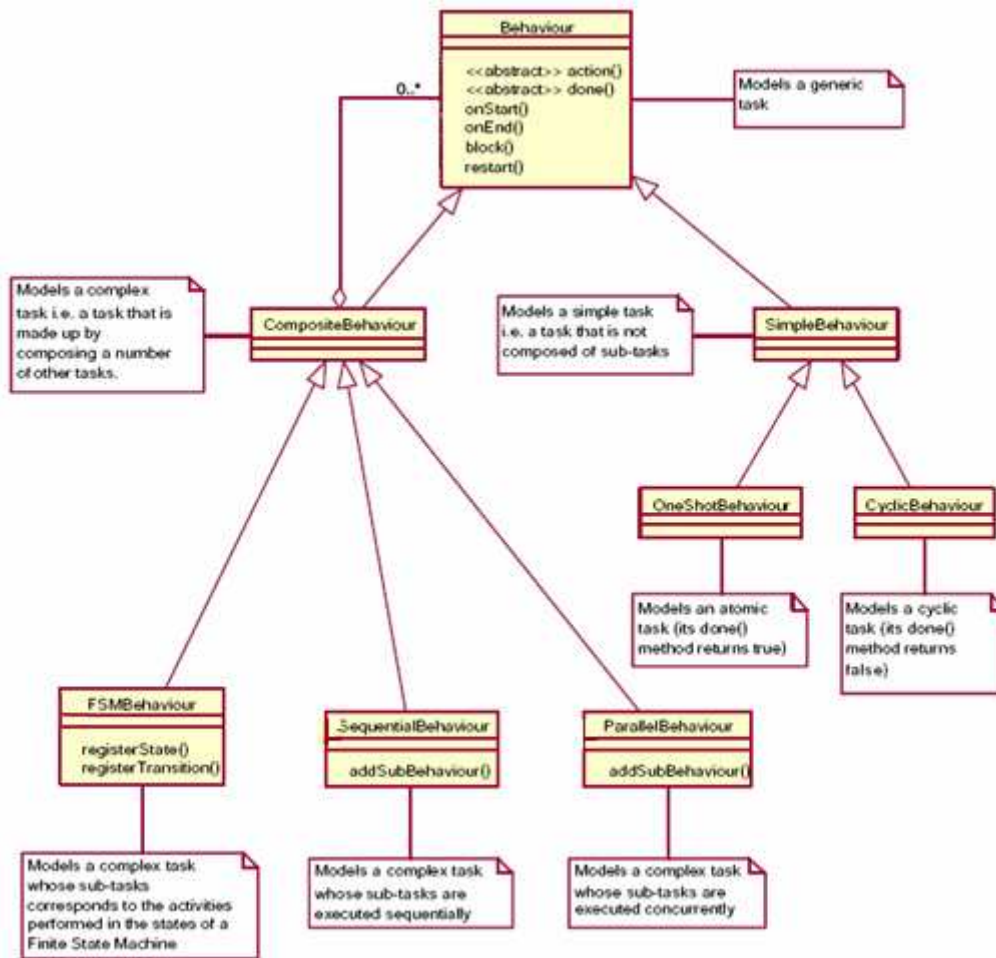 Behaviour
<<abstract>> action()
<<abstract>> done()
onStart()
onEnd()
block()
restart()
0..*
Models a generic
task
Models a complex
task i.e. a task that is
made up by
composing a number
of other tasks.
CompositeBehaviour
Models a simple task
i.e. a task that is not
composed of sub-tasks
SimpleBehaviour
OneShotBehaviour
CyclicBehaviour
Models an atomic
task (its done()
method returns true)
Models a cyclic
task (its done()
method returns
false)
FSMBehaviour
registerState()
registerTransition()
SequentialBehaviour
addSubBehaviour()
ParallelBehaviour
addSubBehaviour()
Models a complex task
whose sub-tasks
corresponds to the activities
performed in the states of a
Finite State Machine
Models a complex task
whose sub-tasks are
executed sequentially
Models a complex task
whose sub-tasks are
executed concurrently